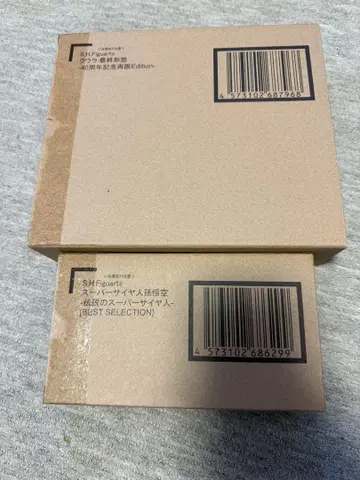 S.H.Figuarts
クウラ最終形態
-40周年記念再販Edition-
4 573102 687968
S.H.Figuarts
スーパーサイヤ人孫悟空
-伝説のスーパーサイヤ人-
[BEST SELECTION]
4 573102 686299